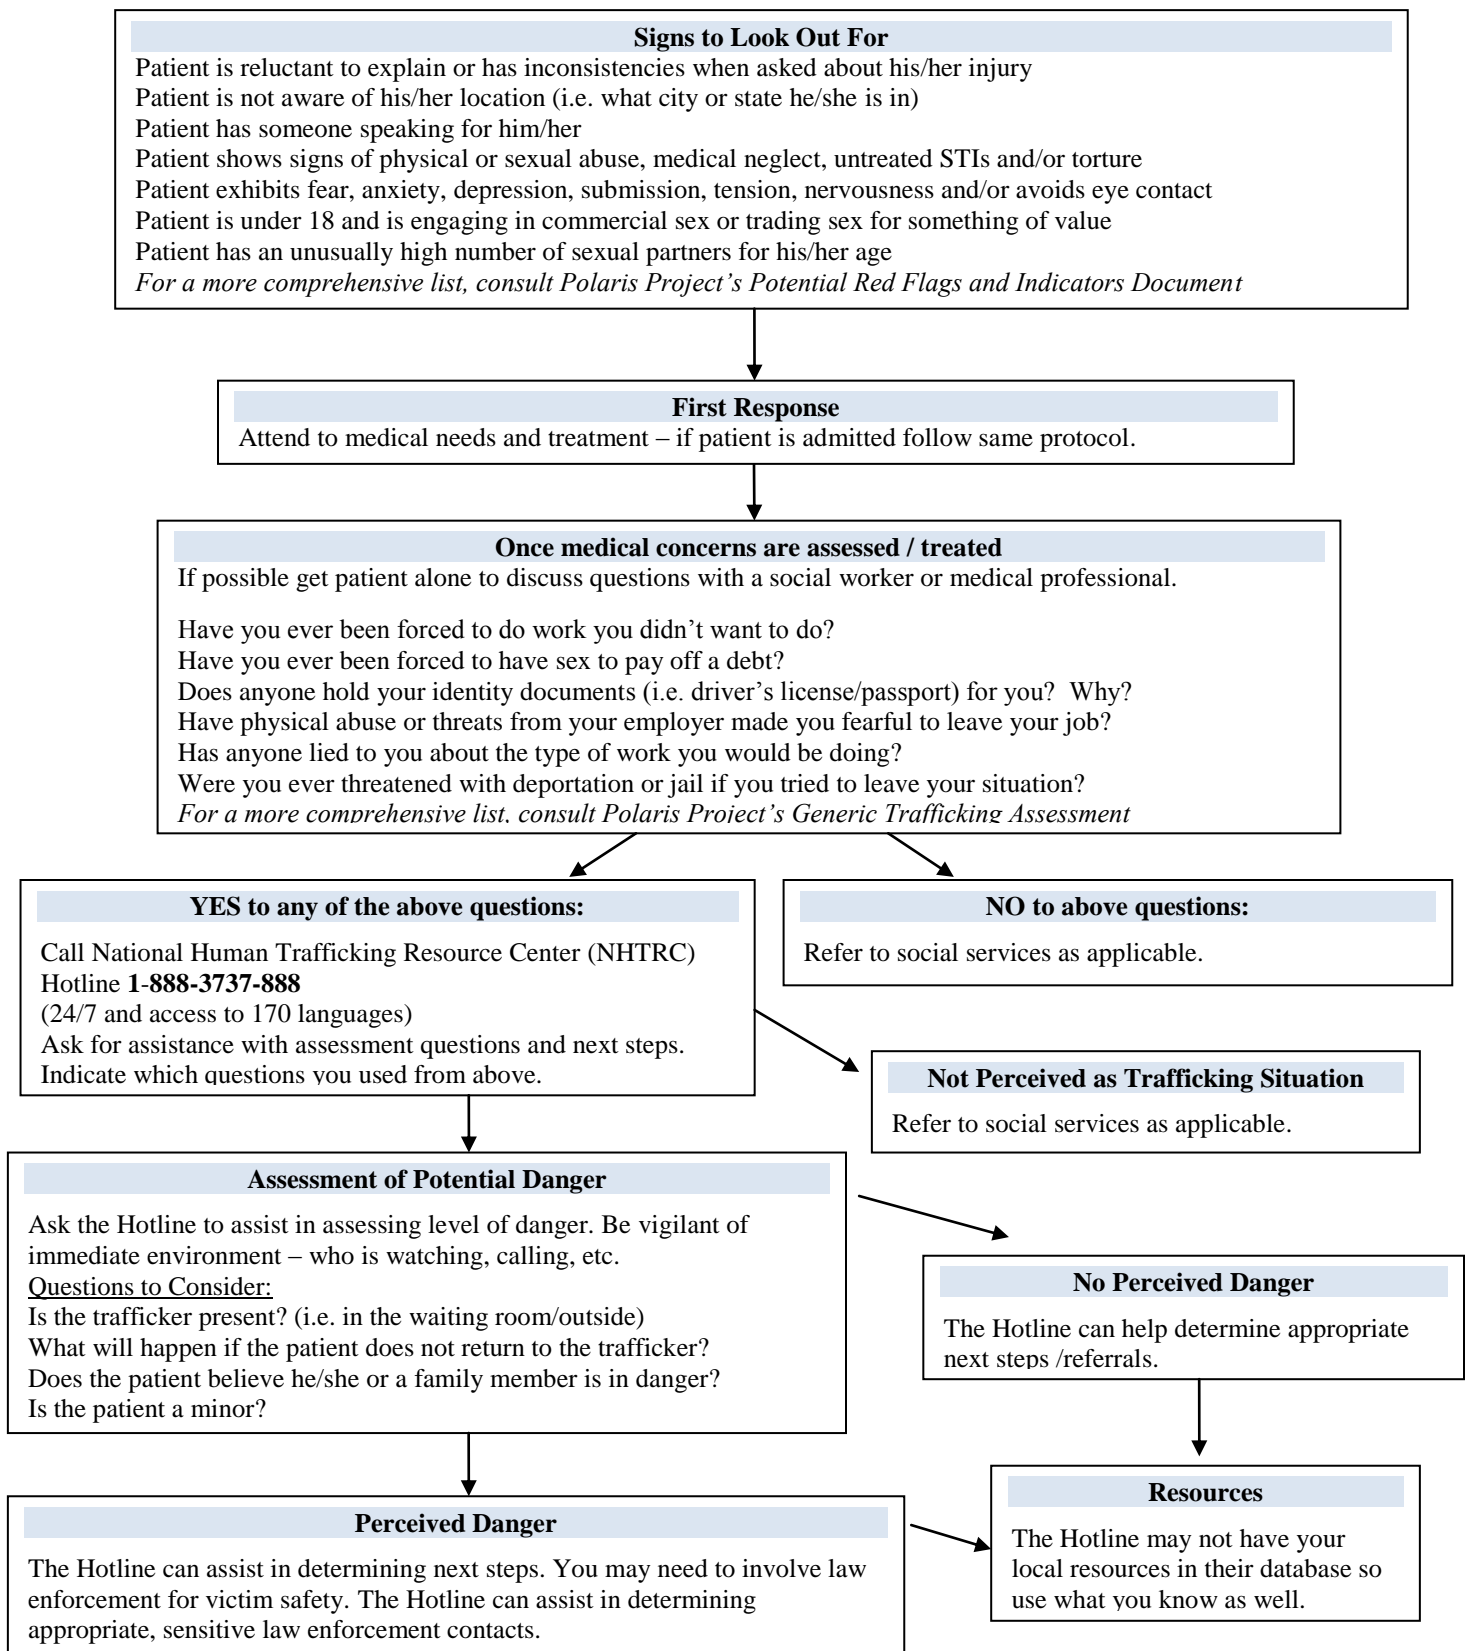 Signs to Look Out For
Patient is reluctant to explain or has inconsistencies when asked about his/her injury
Patient is not aware of his/her location (i.e. what city or state he/she is in)
Patient has someone speaking for him/her
Patient shows signs of physical or sexual abuse, medical neglect, untreated STIs and/or torture
Patient exhibits fear, anxiety, depression, submission, tension, nervousness and/or avoids eye contact
Patient is under 18 and is engaging in commercial sex or trading sex for something of value
Patient has an unusually high number of sexual partners for his/her age
For a more comprehensive list, consult Polaris Project’s Potential Red Flags and Indicators Document
First Response
Attend to medical needs and treatment – if patient is admitted follow same protocol.
Once medical concerns are assessed / treated
If possible get patient alone to discuss questions with a social worker or medical professional.
Have you ever been forced to do work you didn’t want to do?
Have you ever been forced to have sex to pay off a debt?
Does anyone hold your identity documents (i.e. driver’s license/passport) for you? Why?
Have physical abuse or threats from your employer made you fearful to leave your job?
Has anyone lied to you about the type of work you would be doing?
Were you ever threatened with deportation or jail if you tried to leave your situation?
For a more comprehensive list, consult Polaris Project’s Generic Trafficking Assessment
YES to any of the above questions:
Call National Human Trafficking Resource Center (NHTRC)
Hotline 1-888-3737-888
(24/7 and access to 170 languages)
Ask for assistance with assessment questions and next steps.
Indicate which questions you used from above.
NO to above questions:
Refer to social services as applicable.
Not Perceived as Trafficking Situation
Refer to social services as applicable.
Assessment of Potential Danger
Ask the Hotline to assist in assessing level of danger. Be vigilant of
immediate environment – who is watching, calling, etc.
Questions to Consider:
Is the trafficker present? (i.e. in the waiting room/outside)
What will happen if the patient does not return to the trafficker?
Does the patient believe he/she or a family member is in danger?
Is the patient a minor?
No Perceived Danger
The Hotline can help determine appropriate
next steps /referrals.
Perceived Danger
The Hotline can assist in determining next steps. You may need to involve law
enforcement for victim safety. The Hotline can assist in determining
appropriate, sensitive law enforcement contacts.
Resources
The Hotline may not have your
local resources in their database so
use what you know as well.